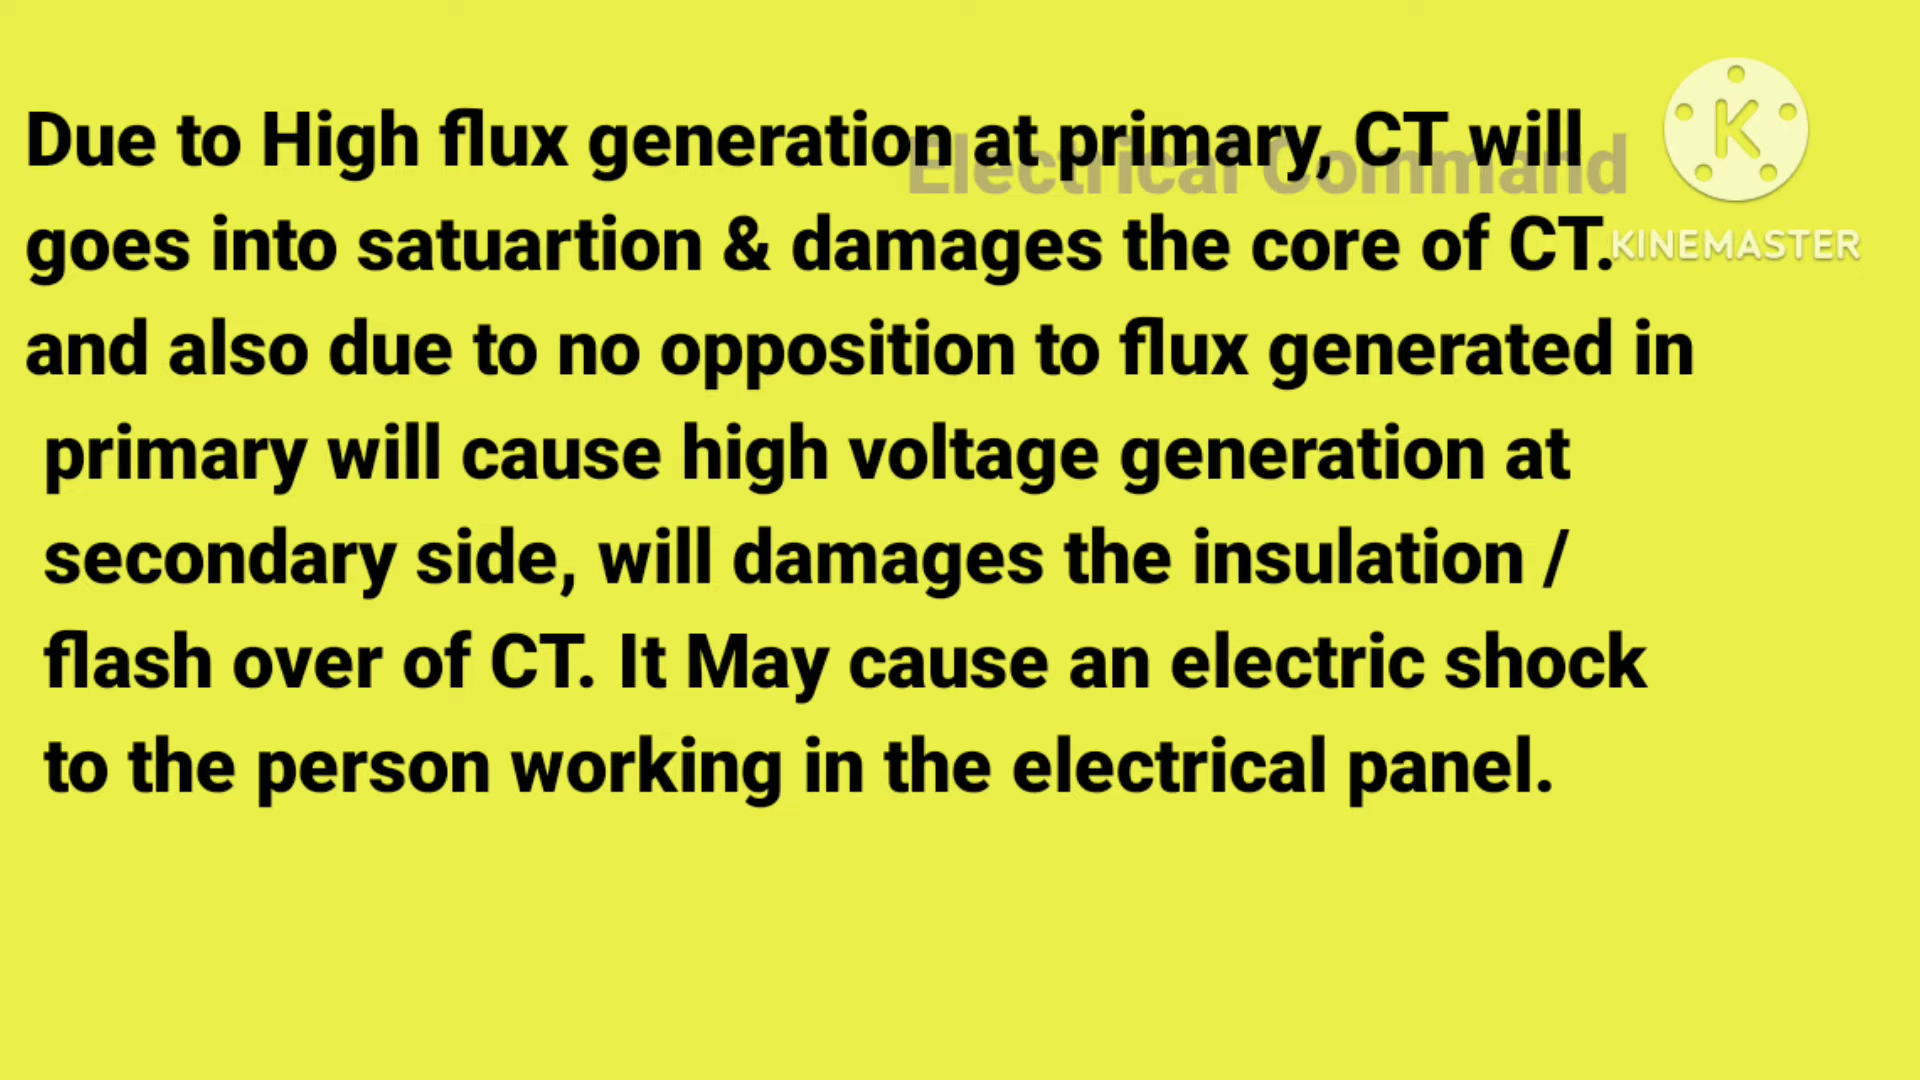 Due to High flux generation at primary, CT will
Electrical Command
goes into satuartion & damages the core of CT.
KINEMASTER
and also due to no opposition to flux generated in
primary will cause high voltage generation at
secondary side, will damages the insulation /
flash over of CT. It May cause an electric shock
to the person working in the electrical panel.